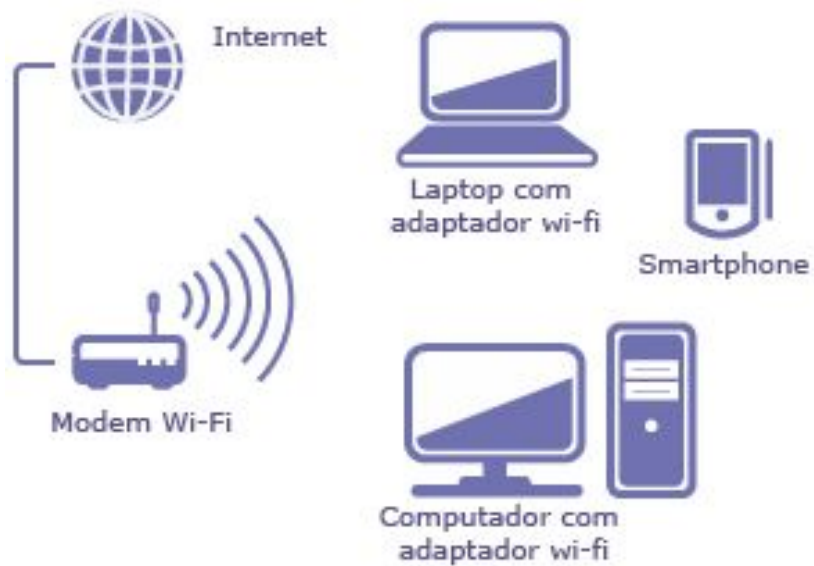 Internet
Laptop com
adaptador wi-fi
Smartphone
Modem Wi-Fi
Computador com
adaptador wi-fi